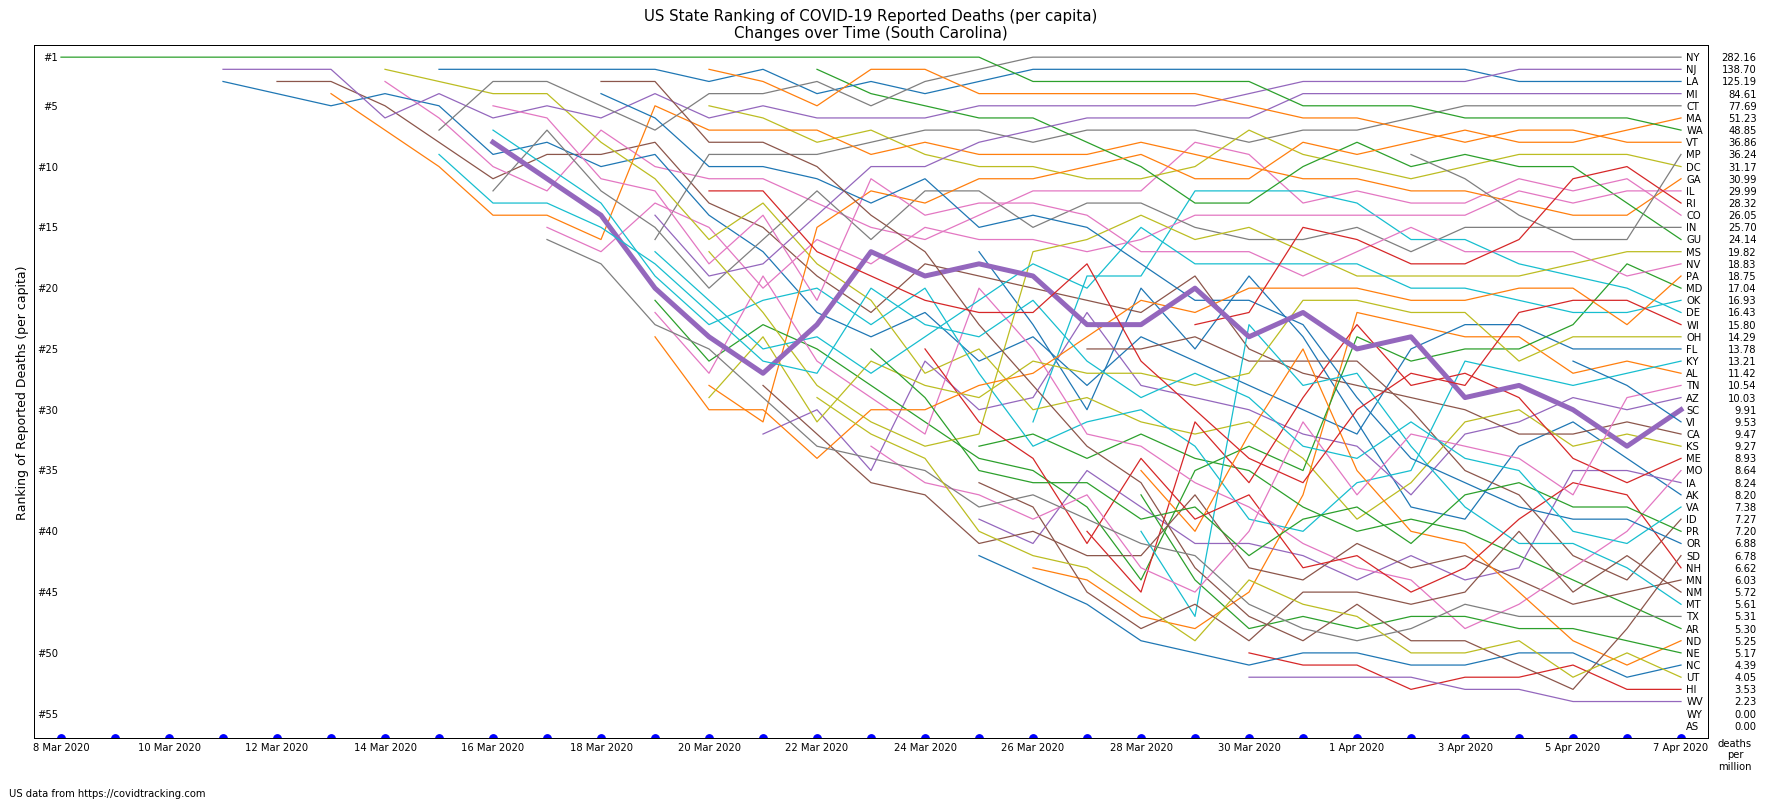 US State Ranking of COVID-19 Reported Deaths (per capita)
Changes over Time (South Carolina)
Ranking of Reported Deaths (per capita)
#1
#5
#10
#15
#20
#25
#30
#35
#40
#45
#50
#55
NY 282.16
NJ 138.70
LA 125.19
MI 84.61
CT 77.69
MA 51.23
WA 48.85
VT 36.86
MP 36.24
DC 31.17
GA 30.99
IL 29.99
RI 28.32
CO 26.05
IN 25.70
GU 24.14
MS 19.82
NV 18.83
PA 18.75
MD 17.04
OK 16.93
DE 16.43
WI 15.80
OH 14.29
FL 13.78
KY 13.21
AL 11.42
TN 10.54
AZ 10.03
SC 9.91
VI 9.53
CA 9.47
KS 9.27
ME 8.93
MO 8.64
IA 8.24
AK 8.20
VA 7.38
ID 7.27
PR 7.20
OR 6.88
SD 6.78
NH 6.62
MN 6.03
NM 5.72
MT 5.61
TX 5.31
AR 5.30
ND 5.25
NE 5.17
NC 4.39
UT 4.05
HI 3.53
WV 2.23
WY 0.00
AS 0.00
8 Mar 2020 10 Mar 2020 12 Mar 2020 14 Mar 2020 16 Mar 2020 18 Mar 2020 20 Mar 2020 22 Mar 2020 24 Mar 2020 26 Mar 2020 28 Mar 2020 30 Mar 2020 1 Apr 2020 3 Apr 2020 5 Apr 2020 7 Apr 2020
deaths
per
million
US data from https://covidtracking.com